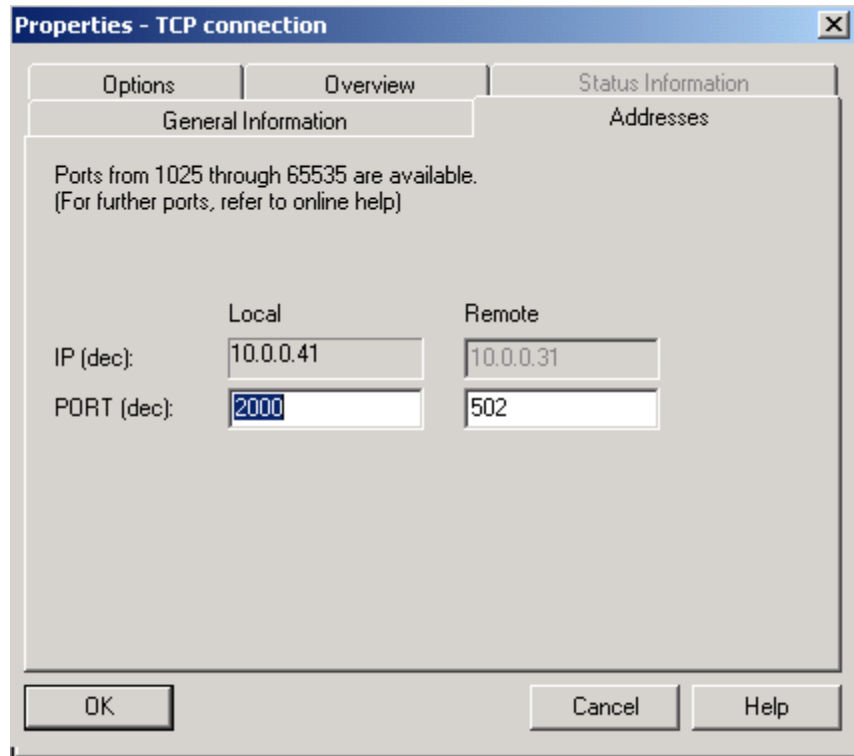 Properties - TCP connection
Options Overview Status Information
General Information Addresses
Ports from 1025 through 65535 are available.
(For further ports, refer to online help)
Local Remote
IP (dec): 10.0.0.41 10.0.0.31
PORT (dec): 2000 502
OK Cancel Help